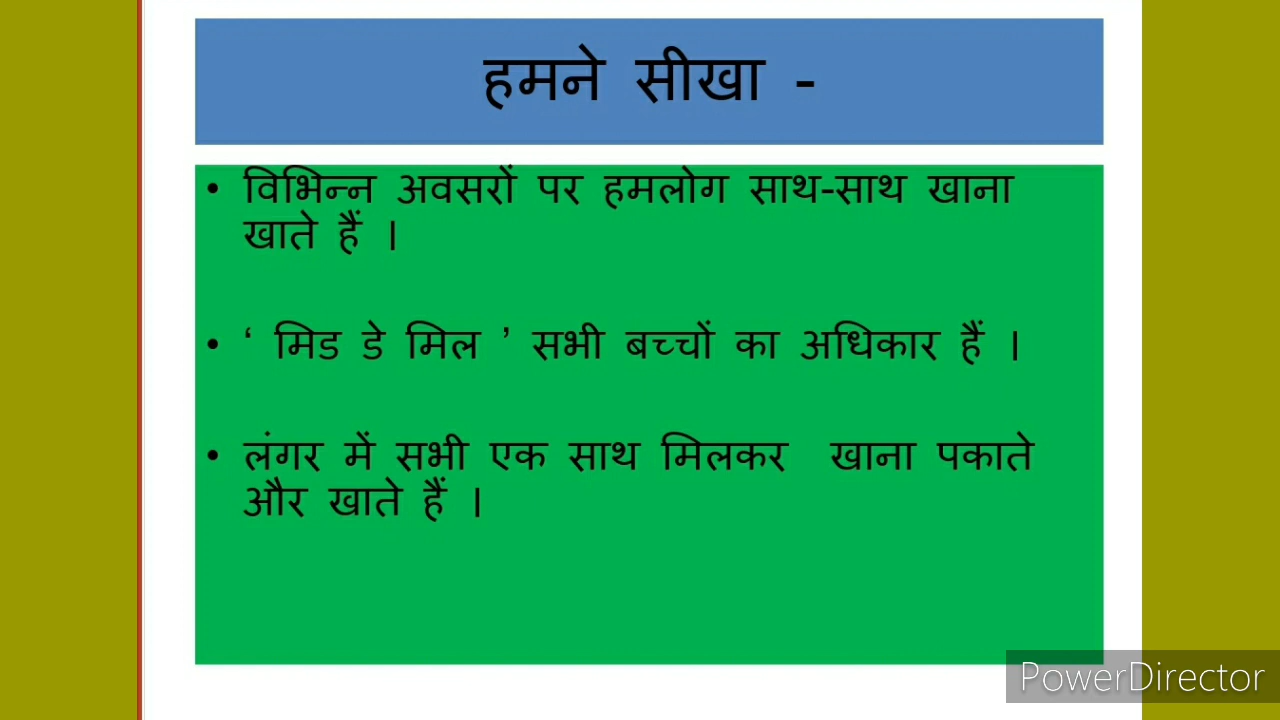 हमने सीखा -
• विभिन्न अवसरों पर हमलोग साथ-साथ खाना
खाते हैं ।
• ‘ मिड डे मिल ’ सभी बच्चों का अधिकार हैं ।
• लंगर में सभी एक साथ मिलकर खाना पकाते
और खाते हैं ।
PowerDirector